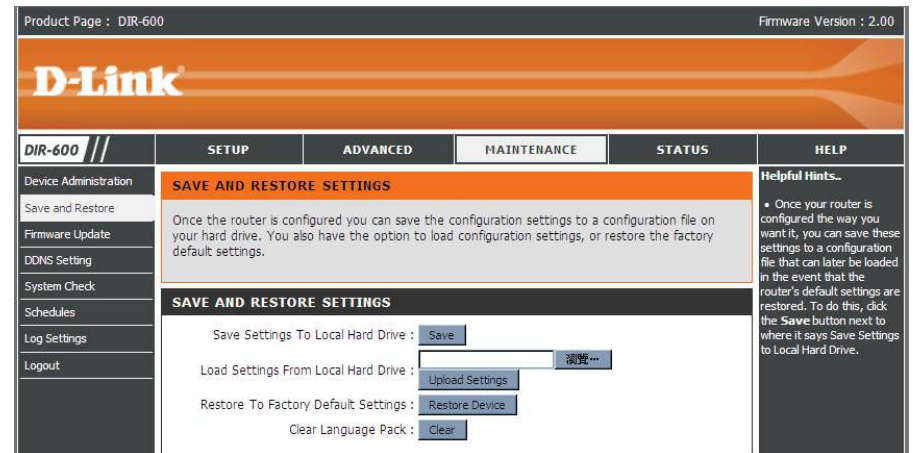 Product Page : DIR-600
Firmware Version : 2.00
D-Link
DIR-600
SETUP
ADVANCED
MAINTENANCE
STATUS
HELP
Device Administration
Save and Restore
Firmware Update
DDNS Setting
System Check
Schedules
Log Settings
Logout
SAVE AND RESTORE SETTINGS
Once the router is configured you can save the configuration settings to a configuration file on
your hard drive. You also have the option to load configuration settings, or restore the factory
default settings.
SAVE AND RESTORE SETTINGS
Save Settings To Local Hard Drive : Save
Load Settings From Local Hard Drive : 瀏覽...
Upload Settings
Restore To Factory Default Settings : Restore Device
Clear Language Pack : Clear
Helpful Hints..
• Once your router is
configured the way you
want it, you can save these
settings to a configuration
file that can later be loaded
in the event that the
router's default settings are
restored. To do this, click
the Save button next to
where it says Save Settings
to Local Hard Drive.